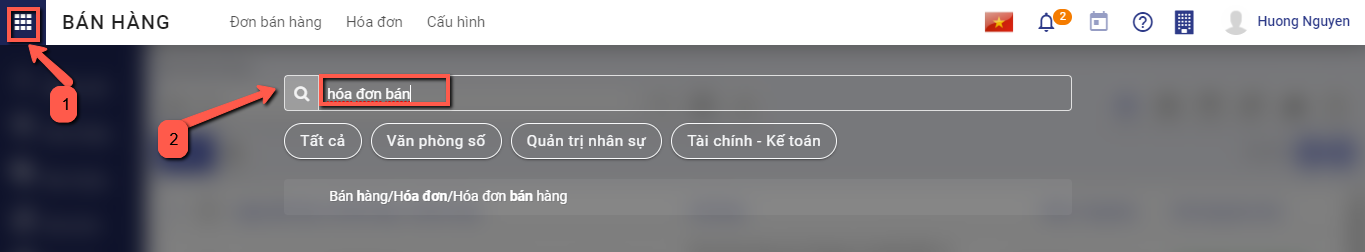 BÁN HÀNG Đơn bán hàng Hóa đơn Cấu hình 2 Huong Nguyen
1
hóa đơn bán
2
Tất cả Văn phòng số Quản trị nhân sự Tài chính - Kế toán
Bán hàng/Hóa đơn/Hóa đơn bán hàng